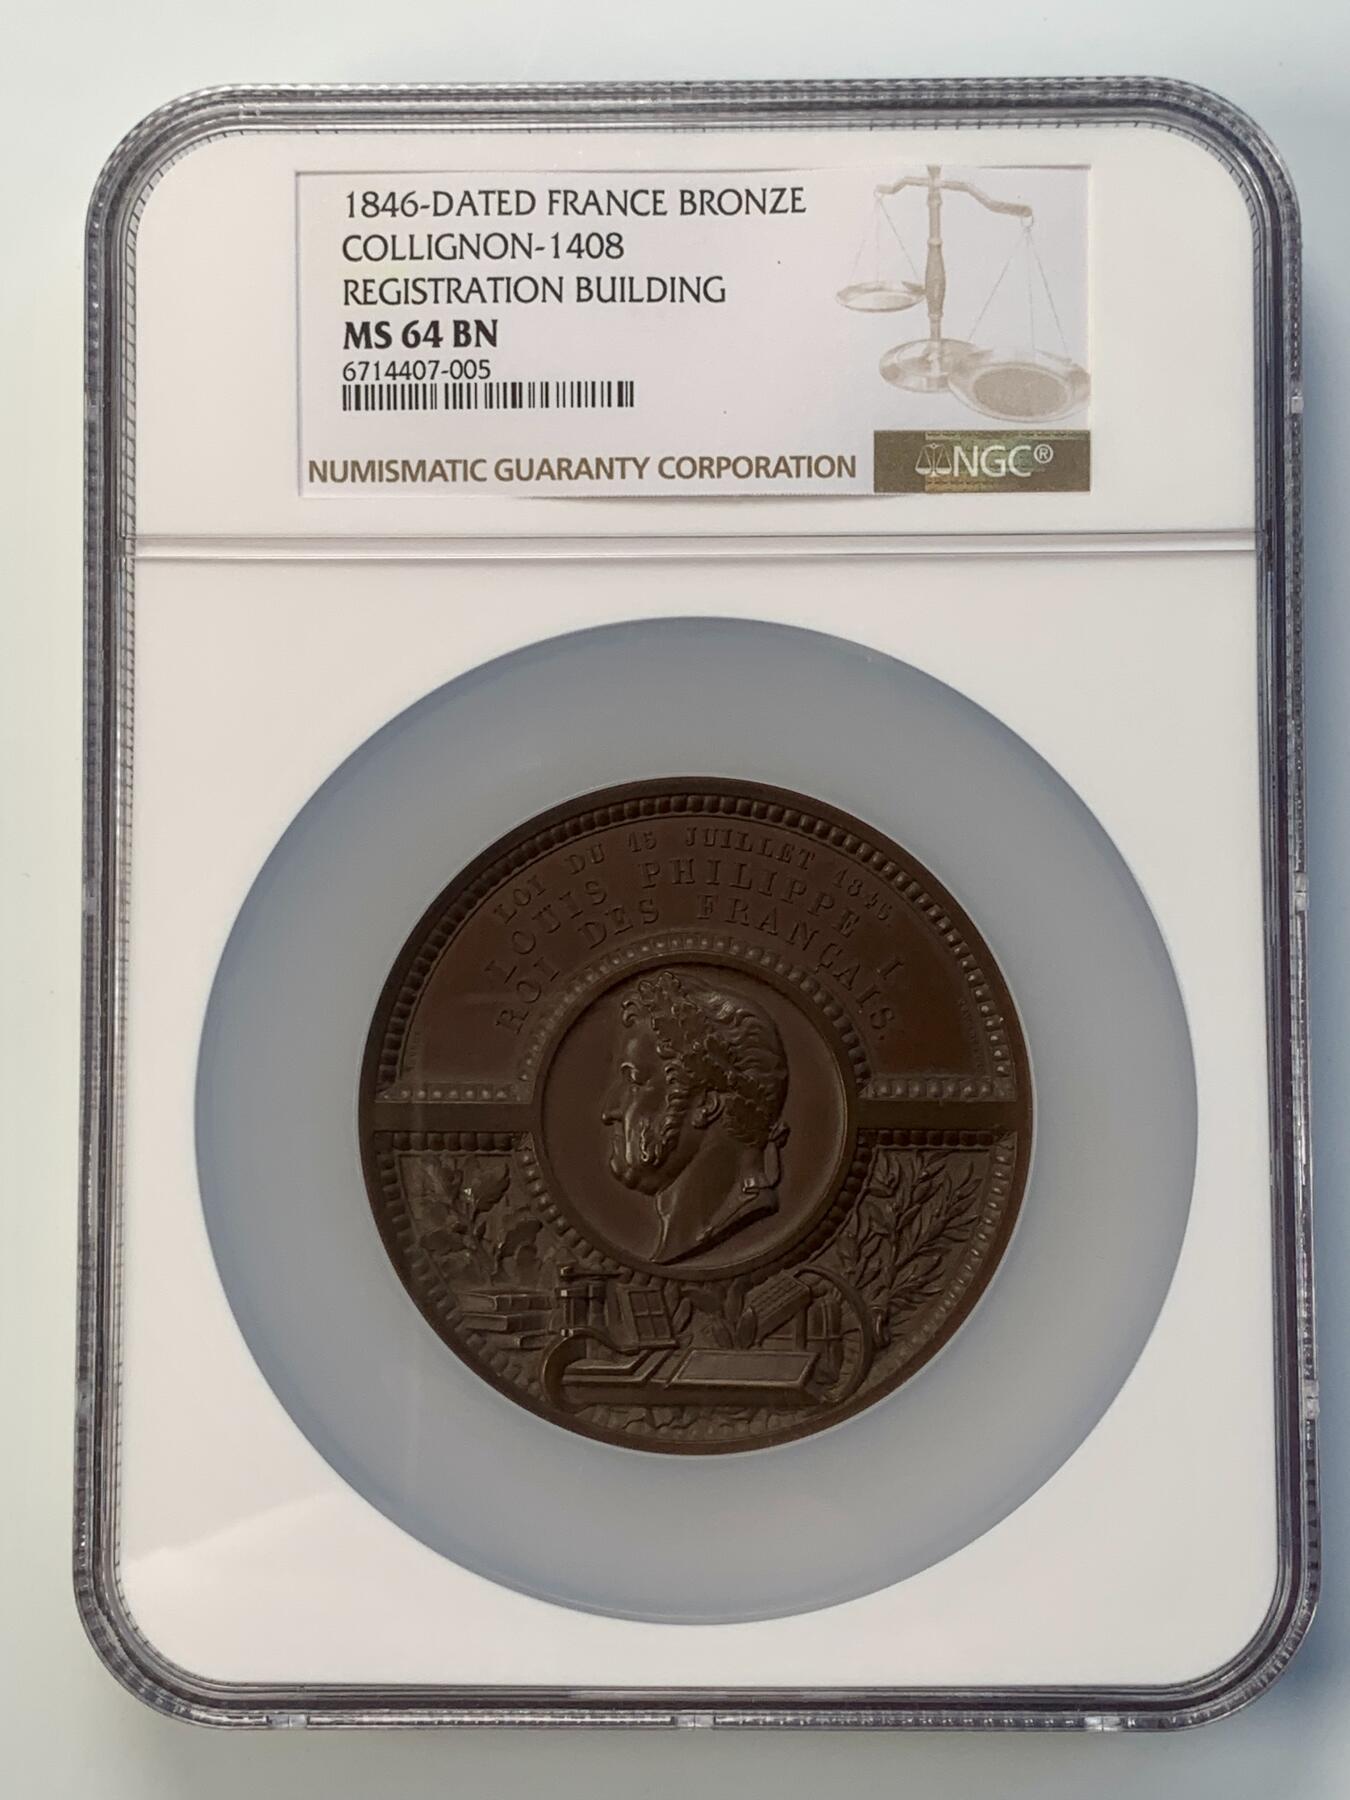 1846-DATED FRANCE BRONZE
COLLIGNON-1408
REGISTRATION BUILDING
MS 64 BN
6714407-005
NUMISMATIC GUARANTY CORPORATION
NGC®
LOI DU 15 JUILLET 1846.
LOUIS PHILIPPE I
ROI DES FRANÇAIS.